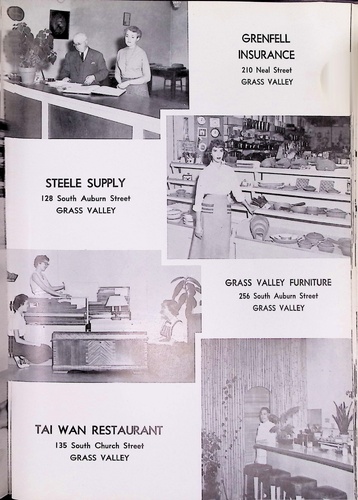 GRENFELL
INSURANCE
210 Neal Street
GRASS VALLEY
STEELE SUPPLY
128 South Auburn Street
GRASS VALLEY
GRASS VALLEY FURNITURE
256 South Auburn Street
GRASS VALLEY
TAI WAN RESTAURANT
135 South Church Street
GRASS VALLEY